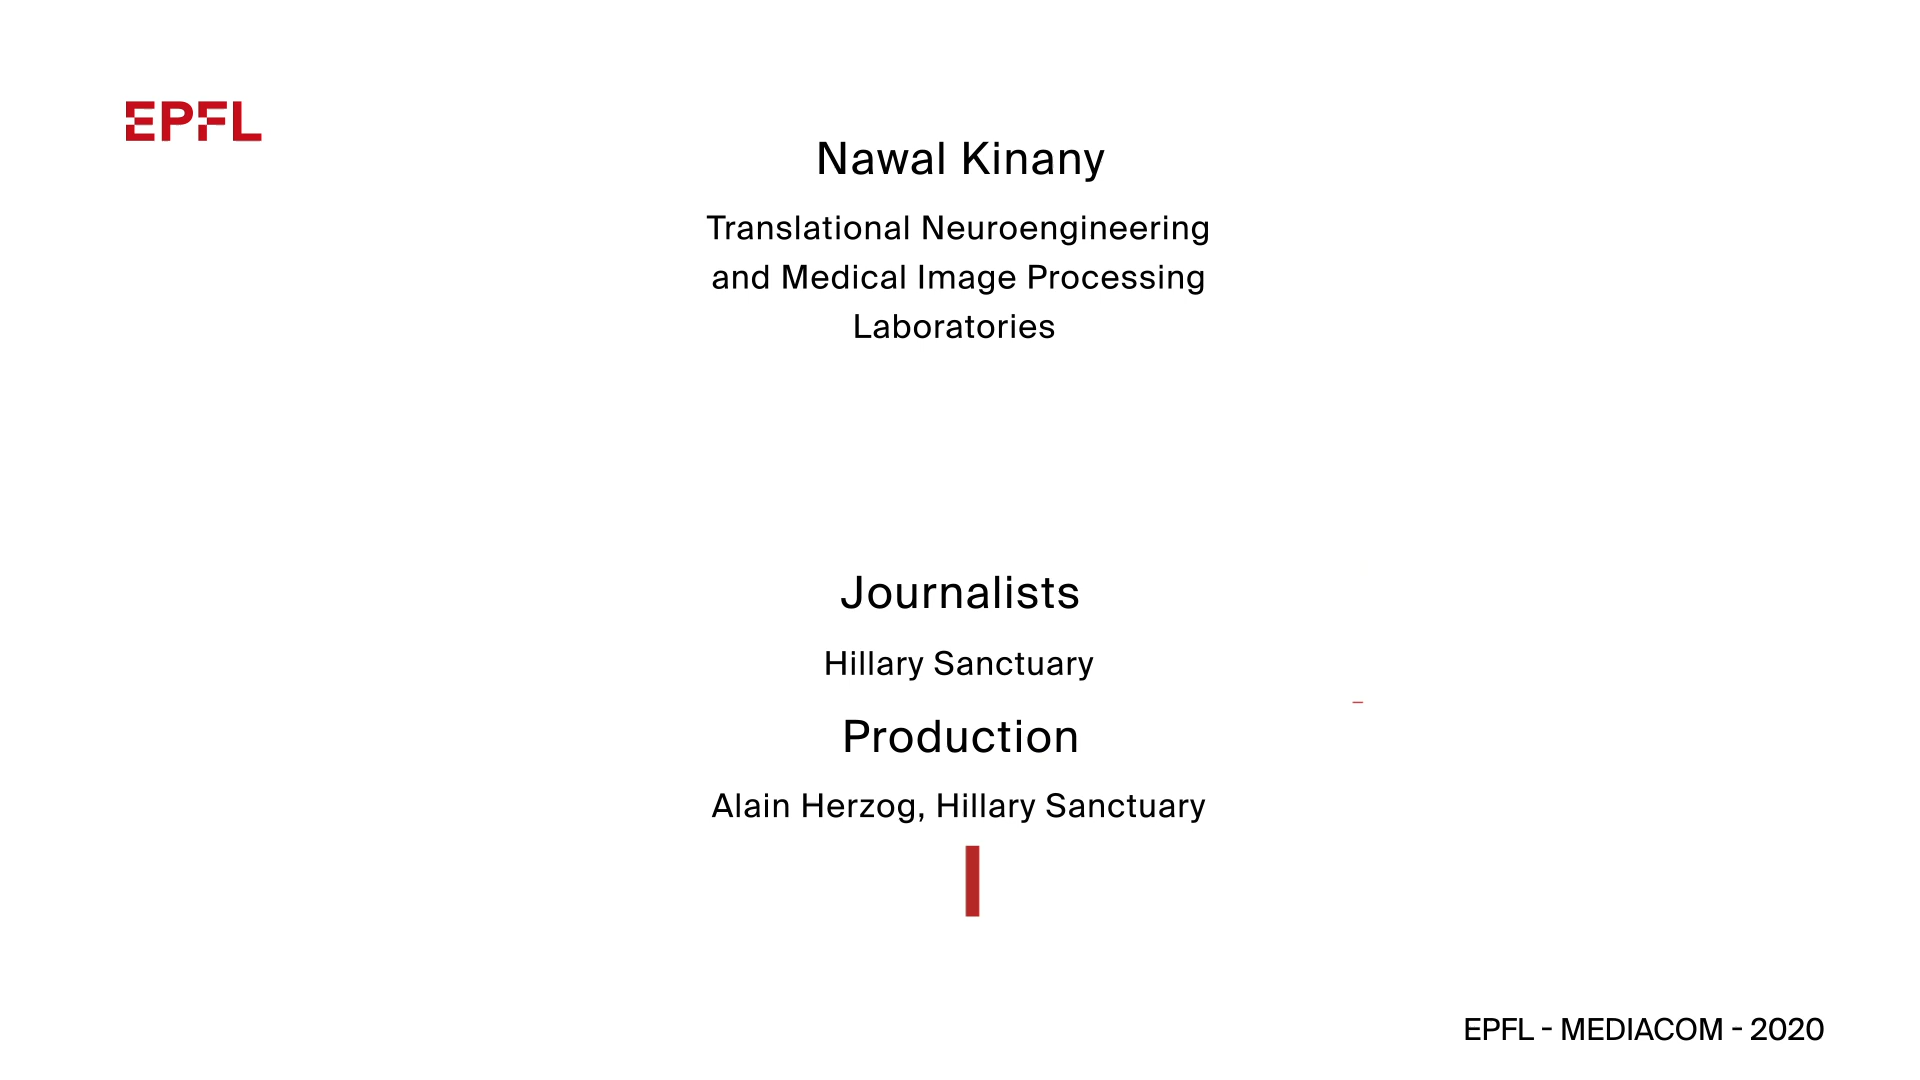 EPFL
Nawal Kinany
Translational Neuroengineering
and Medical Image Processing
Laboratories
Journalists
Hillary Sanctuary
Production
Alain Herzog, Hillary Sanctuary
EPFL - MEDIACOM - 2020